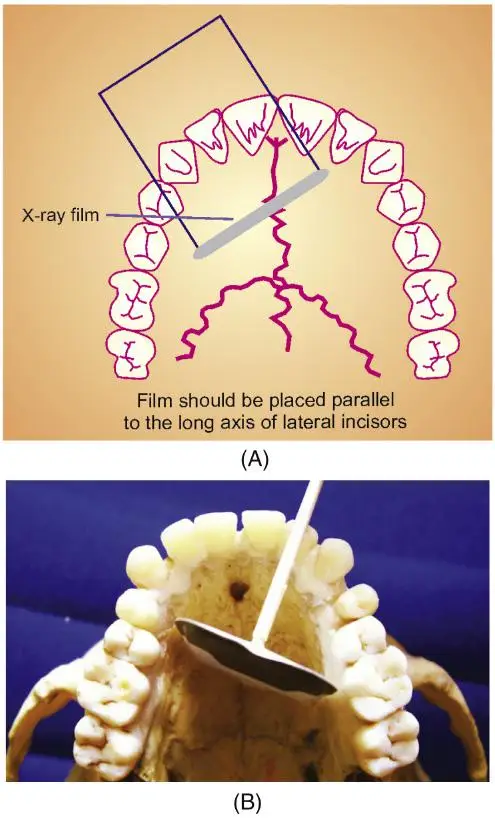 X-ray film
Film should be placed parallel
to the long axis of lateral incisors
(A)
(B)